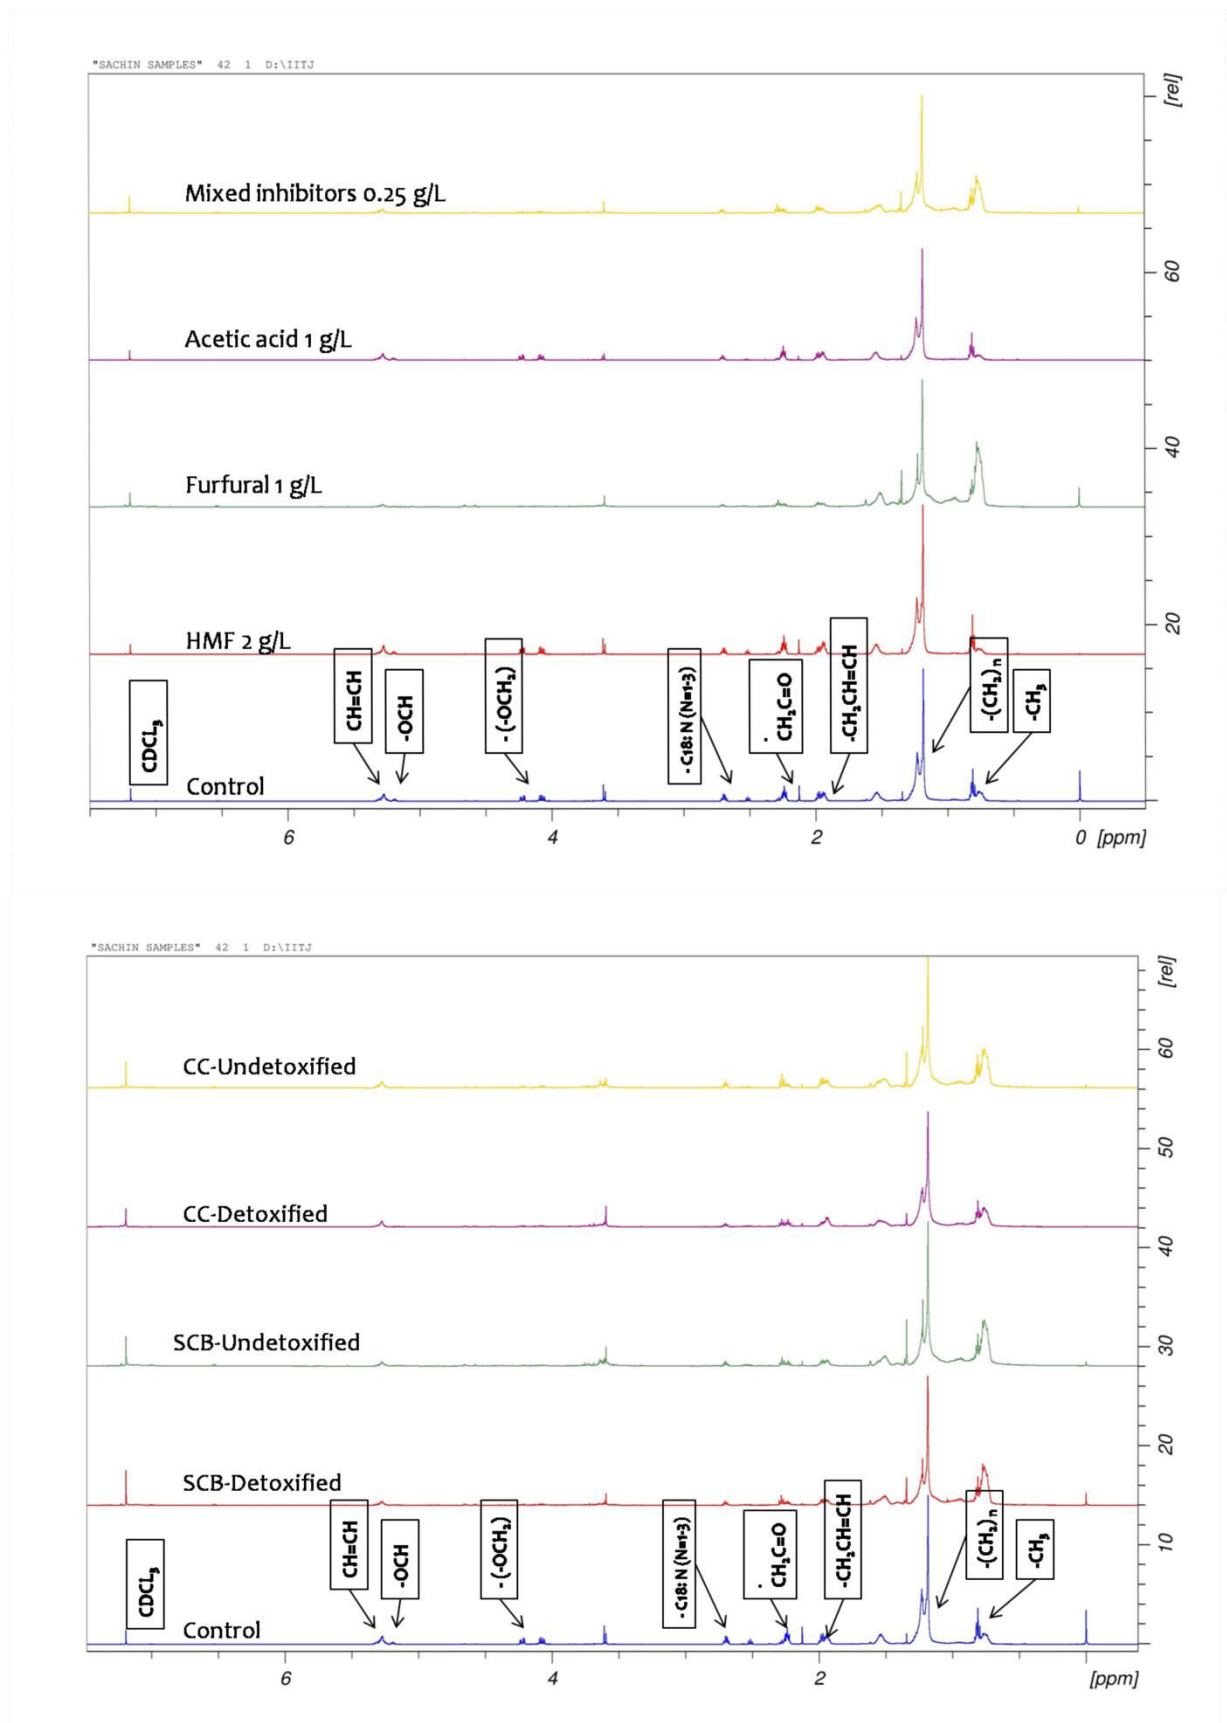 "SACHIN SAMPLES" 42 1 D:\IITJ
[rel]
Mixed inhibitors 0.25 g/L
60
Acetic acid 1 g/L
40
Furfural 1 g/L
20
HMF 2 g/L
CDCL₃
CH=CH
-OCH
- (-OCH₂)
- C18: N (N=1-3)
. CH₂C=O
-CH₂CH=CH
-(CH₂)n
-CH₃
Control
6 4 2 0 [ppm]
"SACHIN SAMPLES" 42 1 D:\IITJ
[rel]
CC-Undetoxified
60
50
CC-Detoxified
40
SCB-Undetoxified
30
SCB-Detoxified
20
10
CDCL₃
CH=CH
-OCH
- (-OCH₂)
- C18: N (N=1-3)
. CH₂C=O
-CH₂CH=CH
-(CH₂)n
-CH₃
Control
6 4 2 [ppm]